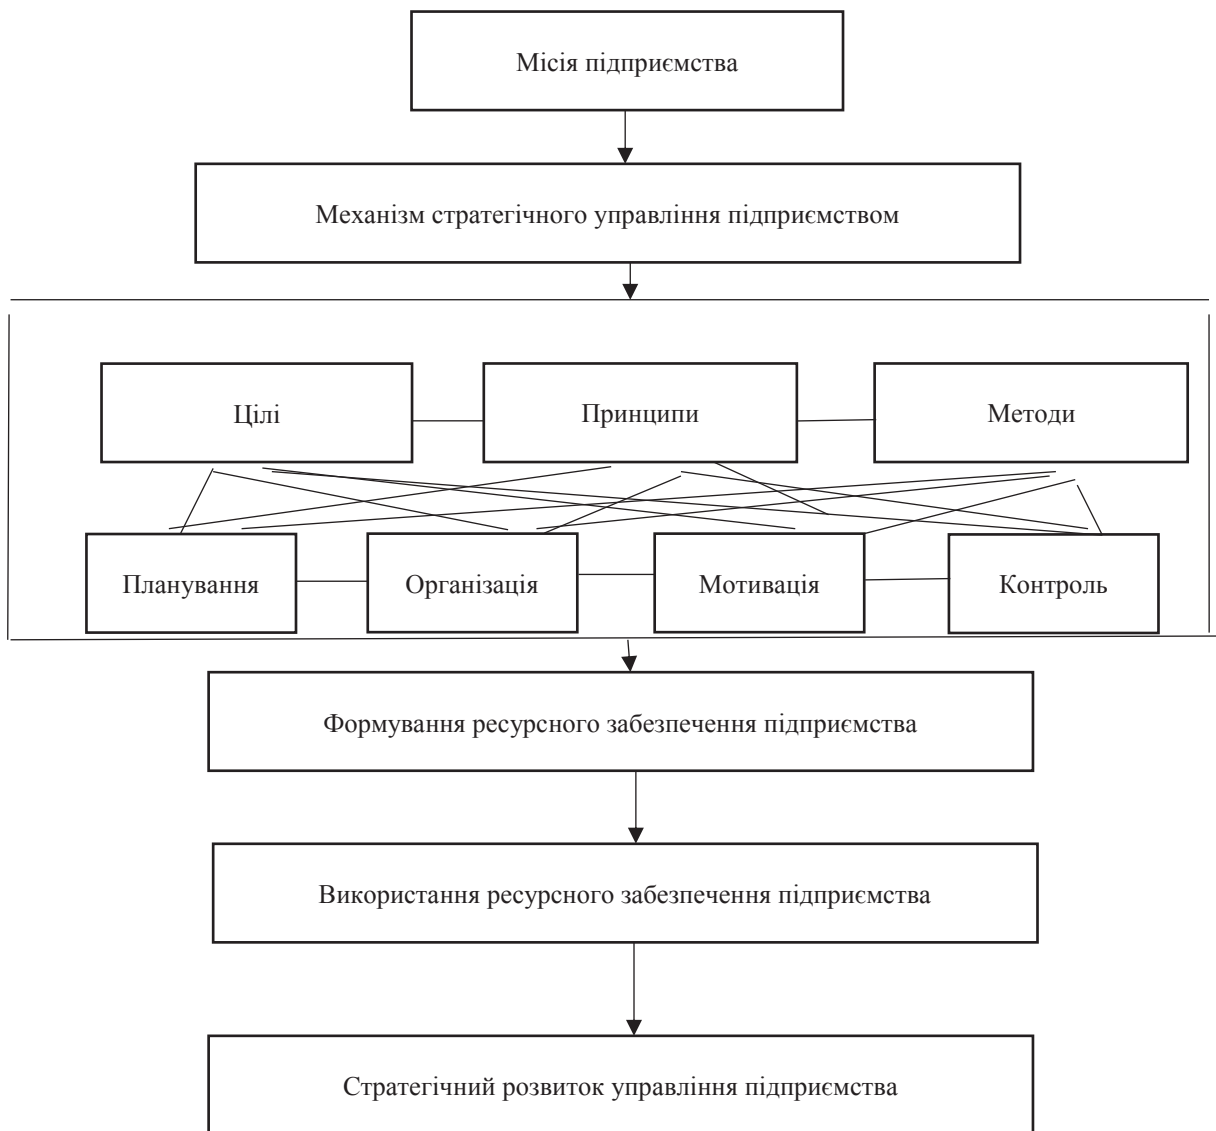 Місія підприємства
Механізм стратегічного управління підприємством
Цілі
Принципи
Методи
Планування
Організація
Мотивація
Контроль
Формування ресурсного забезпечення підприємства
Використання ресурсного забезпечення підприємства
Стратегічний розвиток управління підприємства